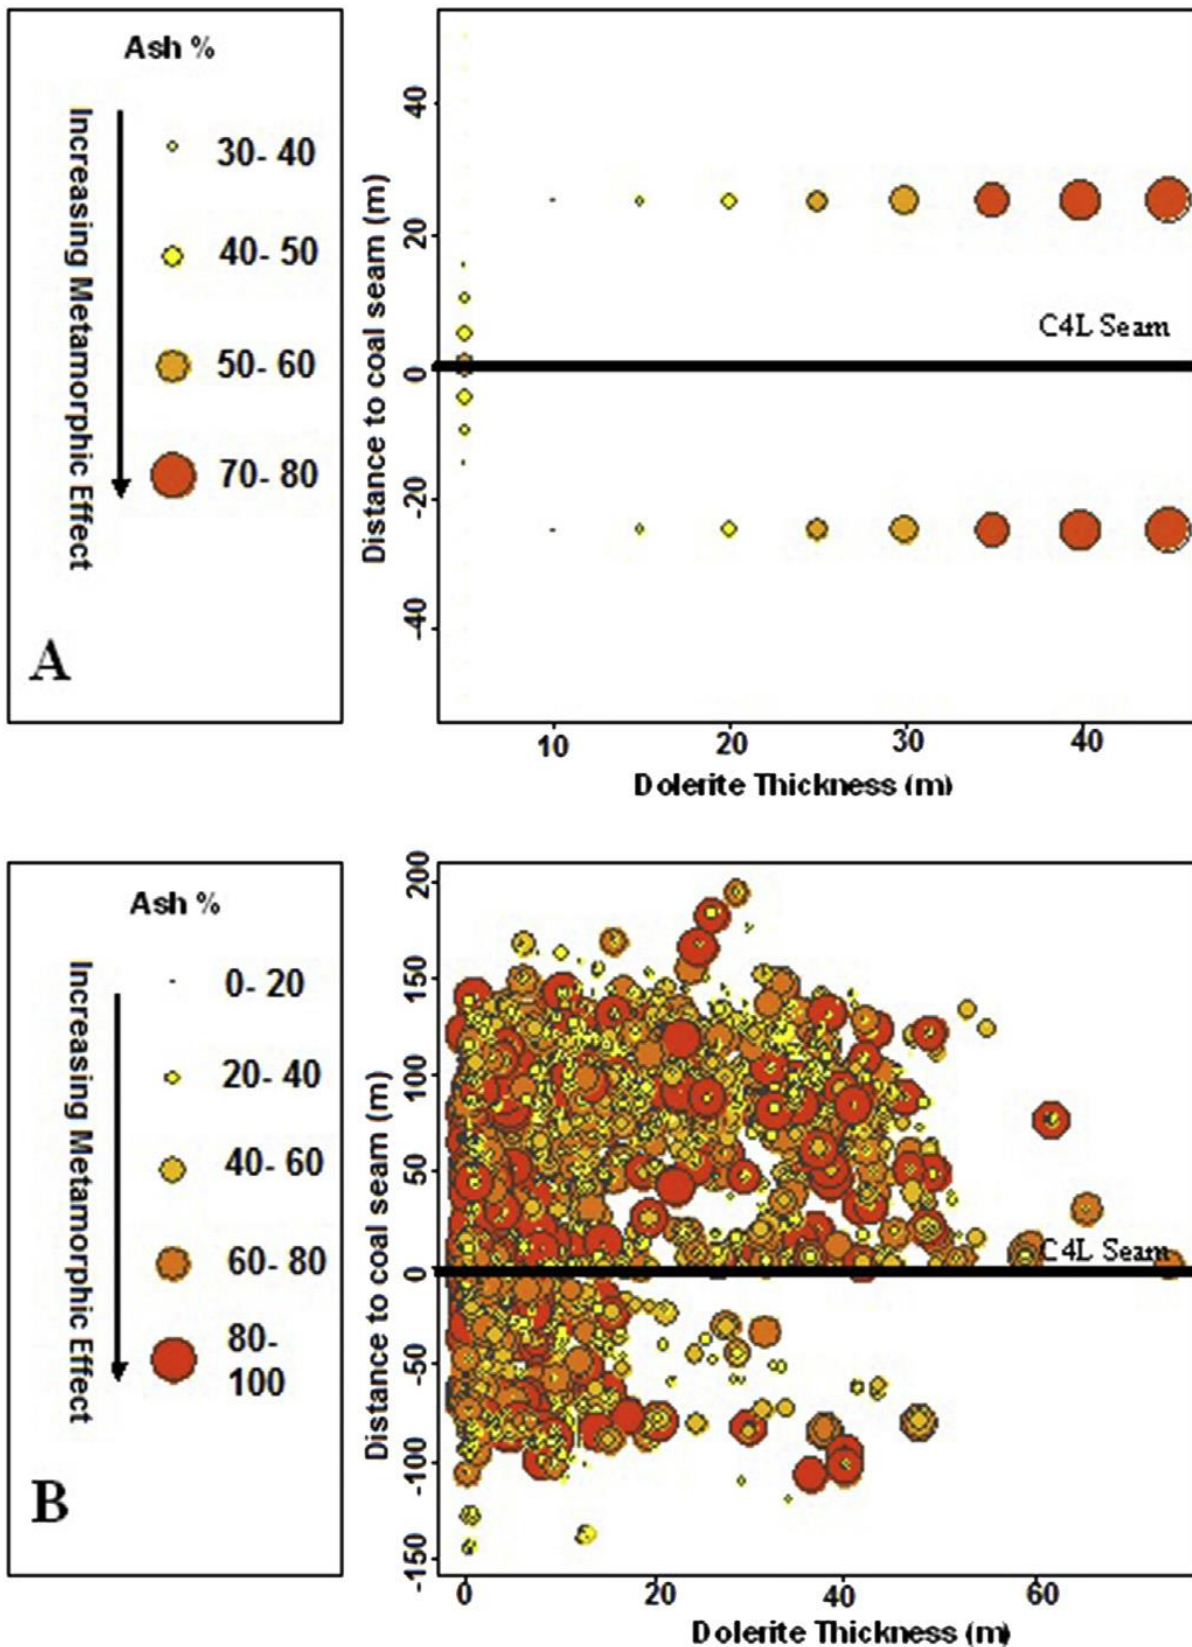 Ash %
Increasing Metamorphic Effect
30- 40
40- 50
50- 60
70- 80
A
Distance to coal seam (m)
40
20
0
-20
-40
C4L Seam
10 20 30 40
Dolerite Thickness (m)
Ash %
Increasing Metamorphic Effect
0- 20
20- 40
40- 60
60- 80
80-
100
B
Distance to coal seam (m)
200
150
100
50
0
-50
-100
-150
C4L Seam
0 20 40 60
Dolerite Thickness (m)